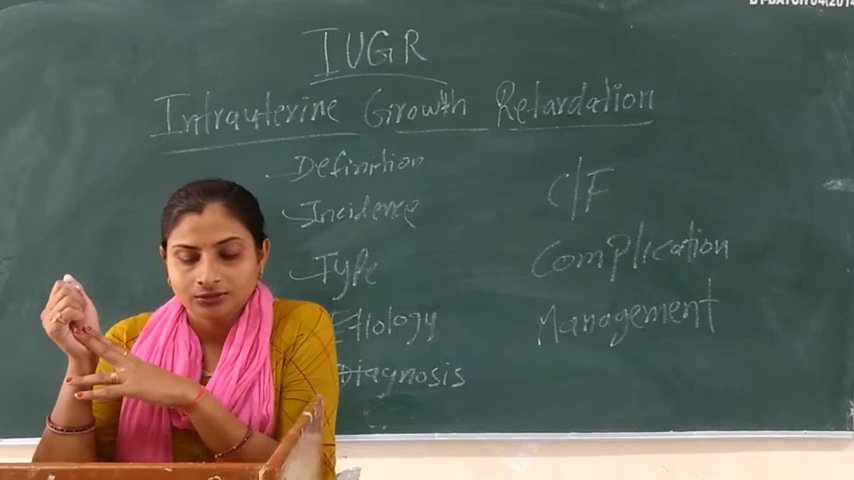 IUGR
Intrauterine Growth Retardation
Definition
Incidence
Type
Etiology
Diagnosis
C/F
Complication
Management